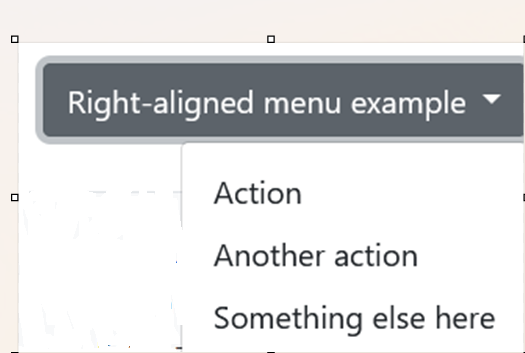 Right-aligned menu example
Action
Another action
Something else here